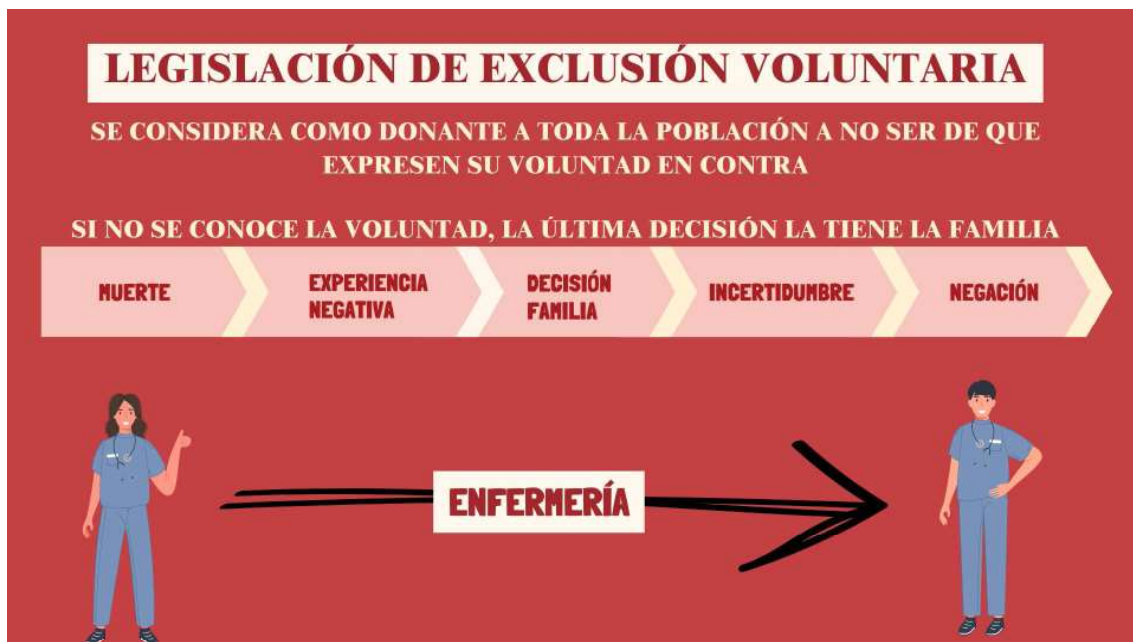 LEGISLACIÓN DE EXCLUSIÓN VOLUNTARIA
SE CONSIDERA COMO DONANTE A TODA LA POBLACIÓN A NO SER DE QUE
EXPRESEN SU VOLUNTAD EN CONTRA
SI NO SE CONOCE LA VOLUNTAD, LA ÚLTIMA DECISIÓN LA TIENE LA FAMILIA
MUERTE
EXPERIENCIA
NEGATIVA
DECISIÓN
FAMILIA
INCERTIDUMBRE
NEGACIÓN
ENFERMERÍA